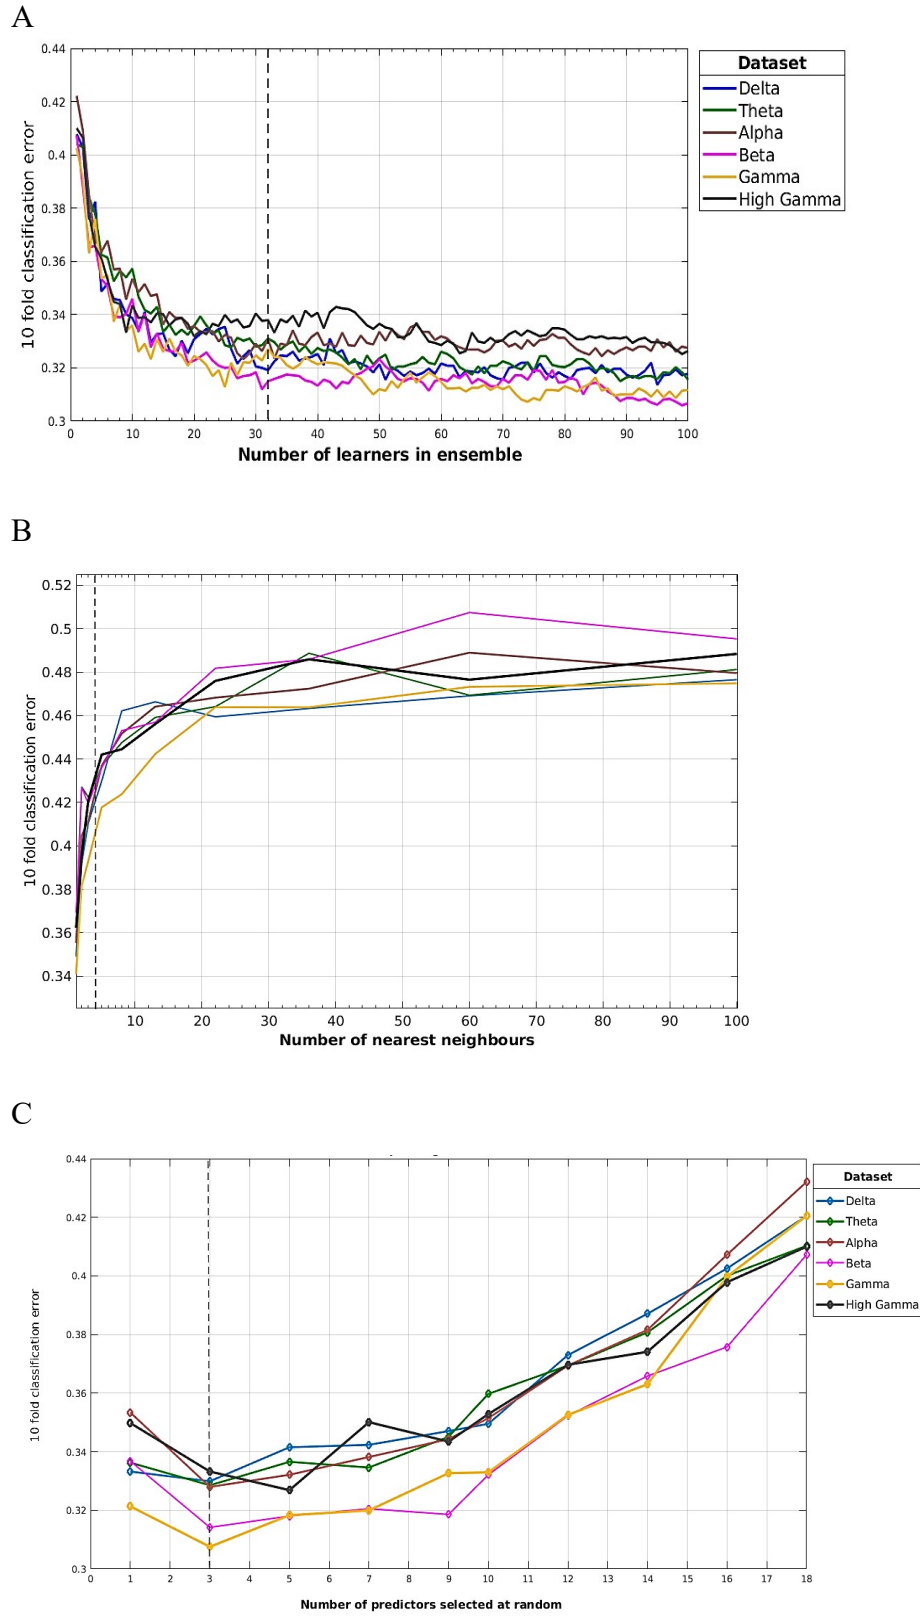 A
0.44
0.42
0.4
0.38
0.36
0.34
0.32
0.3
10 fold classification error
0 10 20 30 40 50 60 70 80 90 100
Number of learners in ensemble
Dataset
Delta
Theta
Alpha
Beta
Gamma
High Gamma
B
0.52
0.5
0.48
0.46
0.44
0.42
0.4
0.38
0.36
0.34
10 fold classification error
10 20 30 40 50 60 70 80 90 100
Number of nearest neighbours
C
0.44
0.42
0.4
0.38
0.36
0.34
0.32
0.3
10 fold classification error
0 1 2 3 4 5 6 7 8 9 10 12 13 14 15 16 17 18
Number of predictors selected at random
Dataset
Delta
Theta
Alpha
Beta
Gamma
High Gamma